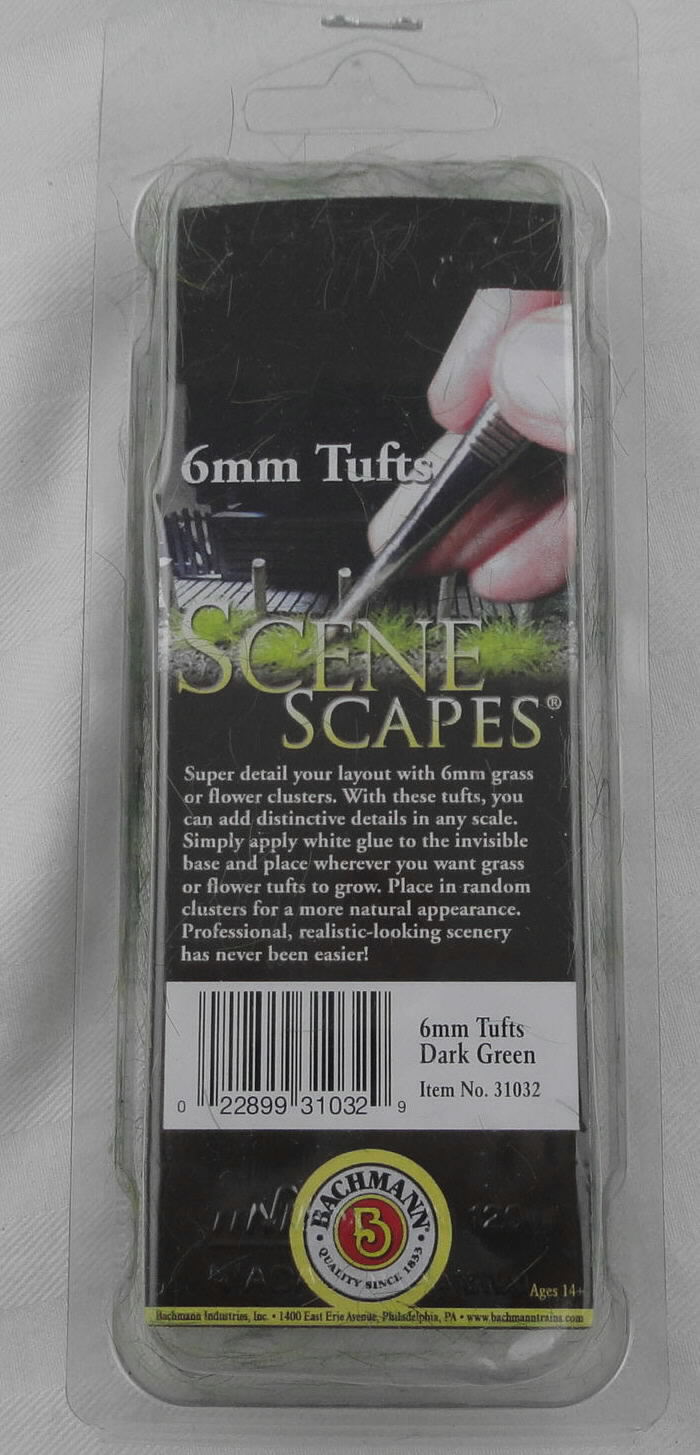 6mm Tufts
SCENE
SCAPES®
Super detail your layout with 6mm grass
or flower clusters. With these tufts, you
can add distinctive details in any scale.
Simply apply white glue to the invisible
base and place wherever you want grass
or flower tufts to grow. Place in random
clusters for a more natural appearance.
Professional, realistic-looking scenery
has never been easier!
6mm Tufts
Dark Green
Item No. 31032
0 22899 31032 9
BACHMANN
B
QUALITY SINCE 1833
Ages 14+
Bachmann Industries, Inc. • 1400 East Erie Avenue, Philadelphia, PA • www.bachmanntrains.com